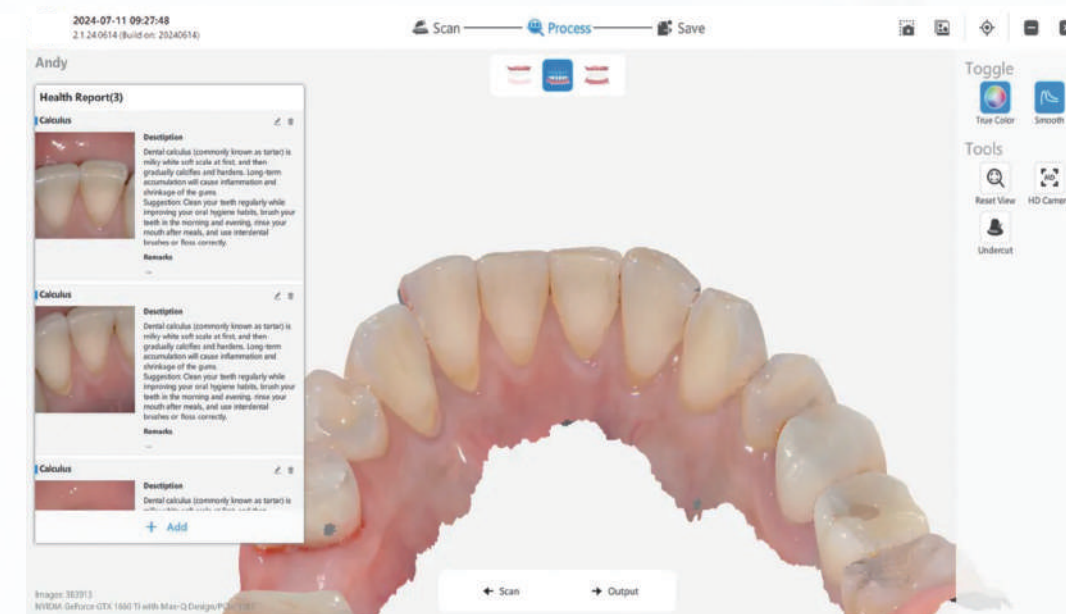 2024-07-11 09:27:48
2.1.24.0614 (Build on: 20240614)
Scan
Process
Save
Andy
Health Report(3)
Calculus
Desctiption
Dental calculus (commonly known as tartar) is
milky white soft scale at first, and then
gradually calcifies and hardens. Long-term
accumulation will cause inflammation and
shrinkage of the gums.
Suggestion: Clean your teeth regularly while
improving your oral hygiene habits, brush your
teeth in the morning and evening, rinse your
mouth after meals, and use interdental
brushes or floss correctly.
Remarks
...
Calculus
Desctiption
Dental calculus (commonly known as tartar) is
milky white soft scale at first, and then
gradually calcifies and hardens. Long-term
accumulation will cause inflammation and
shrinkage of the gums.
Suggestion: Clean your teeth regularly while
improving your oral hygiene habits, brush your
teeth in the morning and evening, rinse your
mouth after meals, and use interdental
brushes or floss correctly.
Remarks
...
Calculus
Desctiption
Dental calculus (commonly known as tartar) is
+ Add
Toggle
True Color
Smooth
Tools
Reset View
HD
HD Camer
Undercut
Scan
Output
Images: 383913
NVIDIA GeForce GTX 1660 Ti with Max-Q Design/